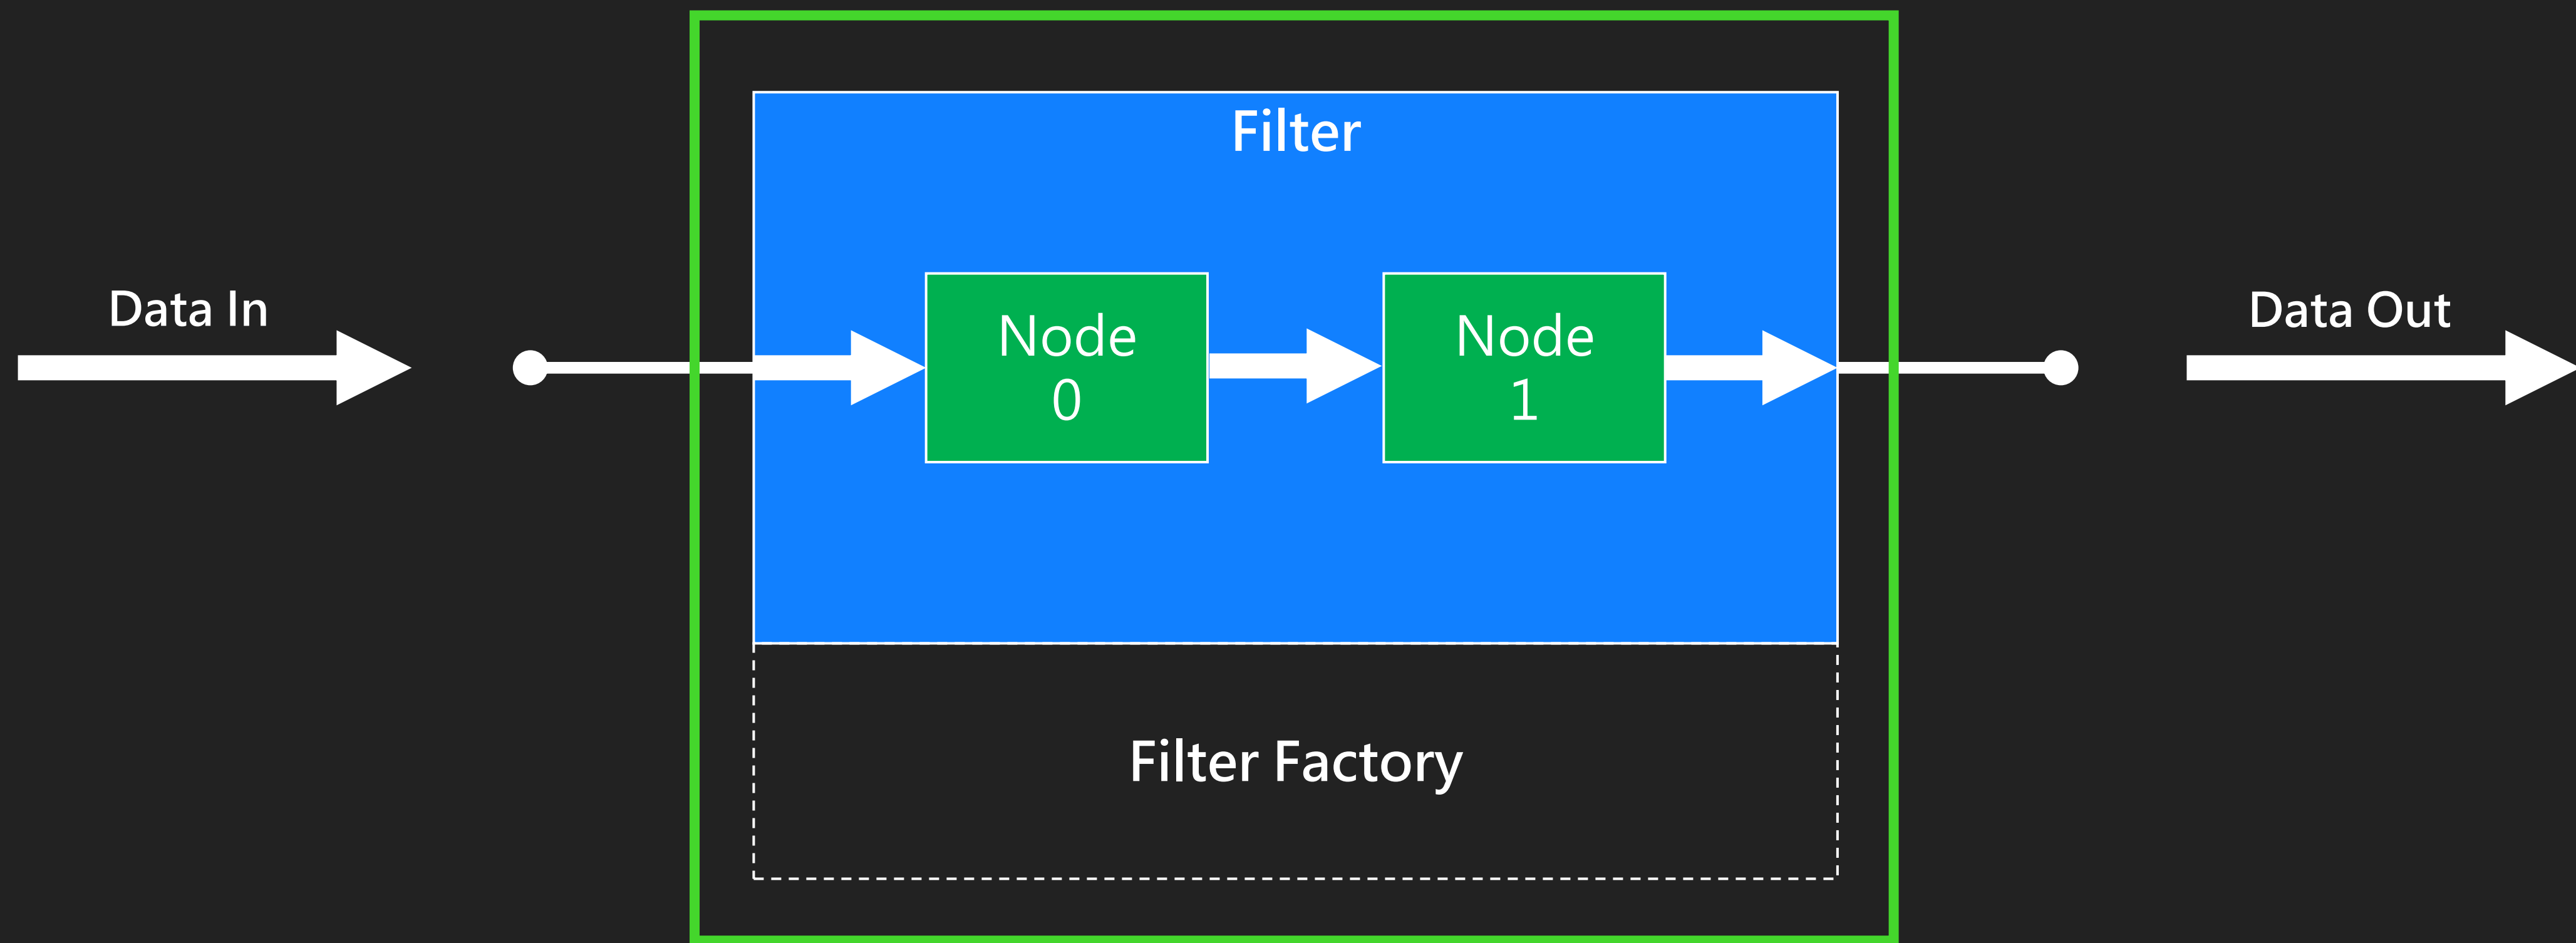 Filter
Data In
Node
0
Node
1
Data Out
Filter Factory